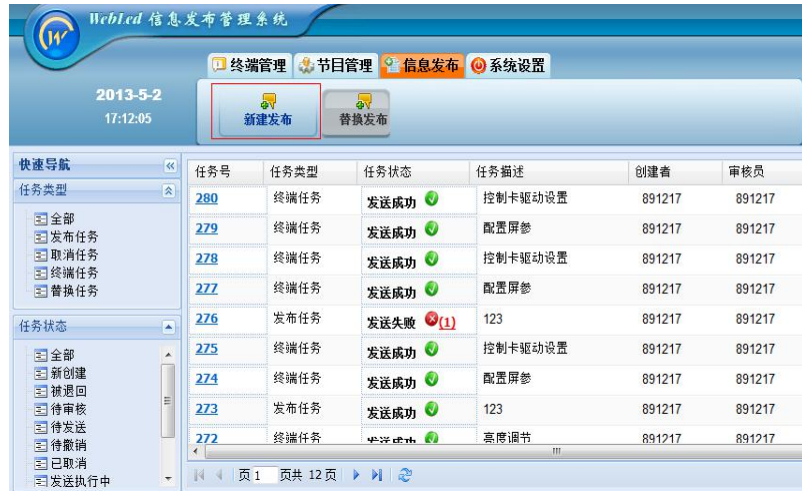 WebLed 信息发布管理系统
终端管理 节目管理 信息发布 系统设置
2013-5-2
17:12:05
新建发布 替换发布
快速导航
任务类型
全部
发布任务
取消任务
终端任务
替换任务
任务状态
全部
新创建
被退回
待审核
待发送
待撤销
已取消
发送执行中
任务号 任务类型 任务状态 任务描述 创建者 审核员
280 终端任务 发送成功 控制卡驱动设置 891217 891217
279 终端任务 发送成功 配置屏参 891217 891217
278 终端任务 发送成功 控制卡驱动设置 891217 891217
277 终端任务 发送成功 配置屏参 891217 891217
276 发布任务 发送失败 (1) 123 891217 891217
275 终端任务 发送成功 控制卡驱动设置 891217 891217
274 终端任务 发送成功 配置屏参 891217 891217
273 发布任务 发送成功 123 891217 891217
272 终端任务 发送成功 亮度调节 891217 891217
页 1 页共 12 页